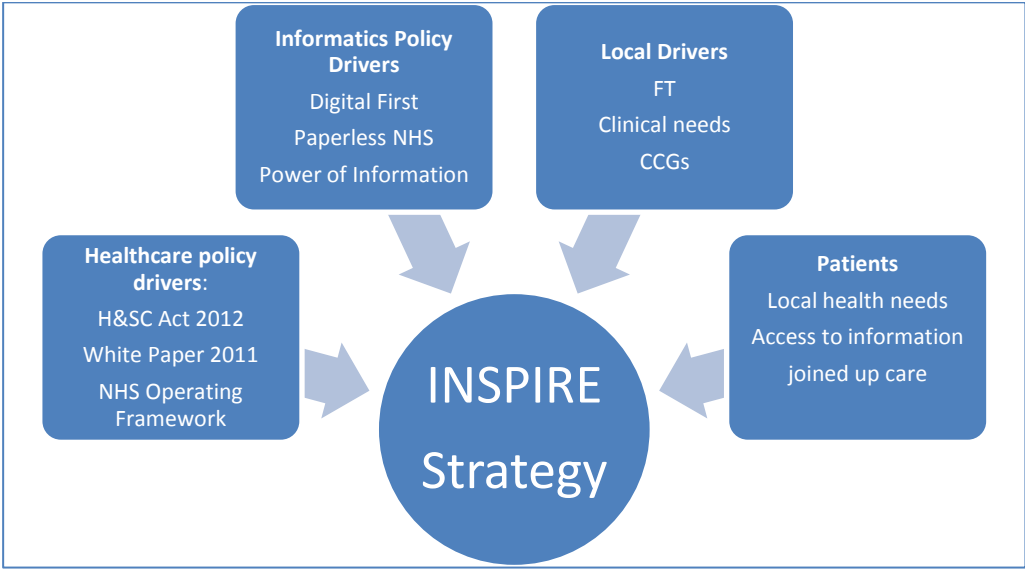 Informatics Policy
Drivers
Digital First
Paperless NHS
Power of Information
Local Drivers
FT
Clinical needs
CCGs
Healthcare policy
drivers:
H&SC Act 2012
White Paper 2011
NHS Operating
Framework
Patients
Local health needs
Access to information
joined up care
INSPIRE
Strategy